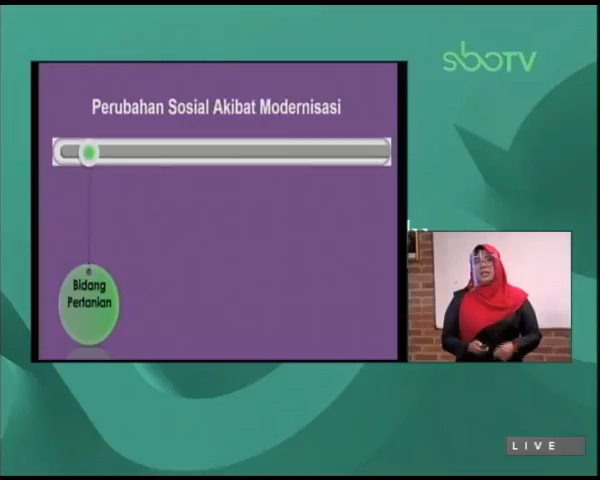 sboTV
Perubahan Sosial Akibat Modernisasi
Bidang
Pertanian
LIVE